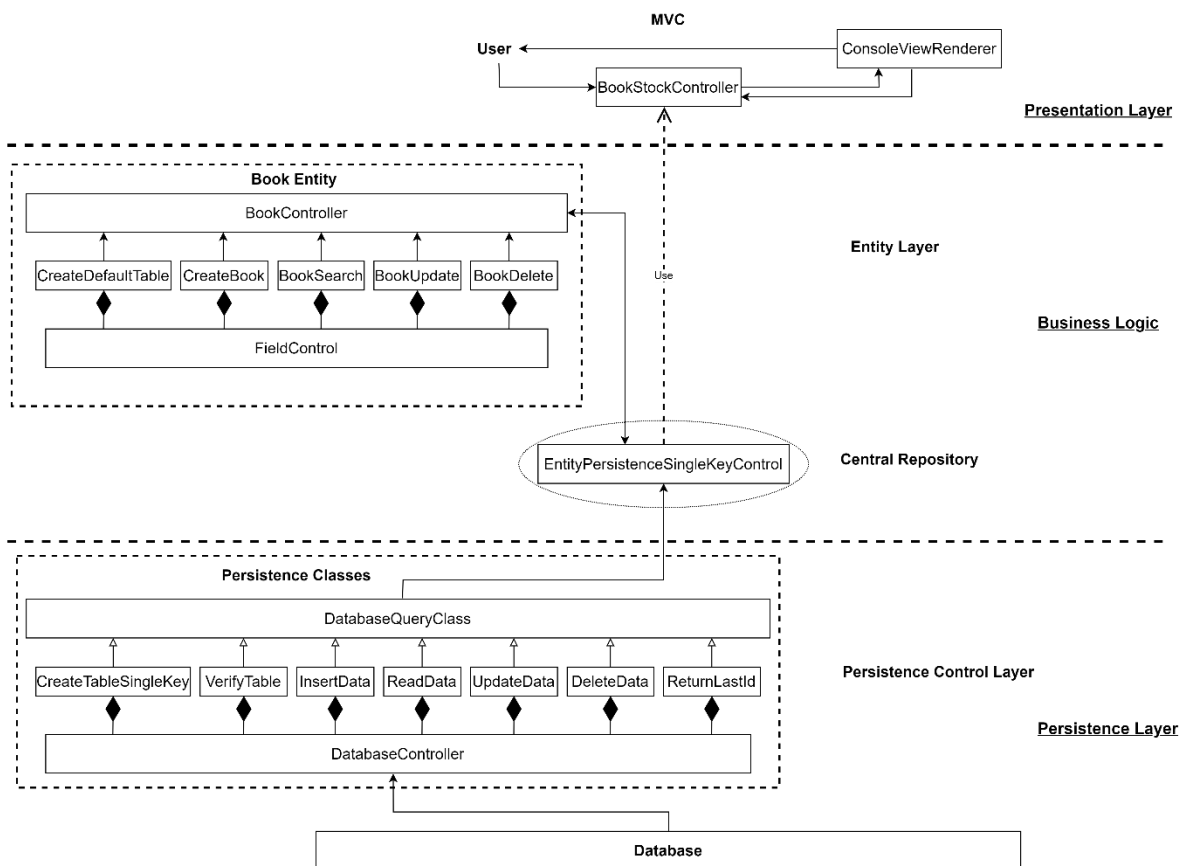 MVC
User
ConsoleViewRenderer
BookStockController
Presentation Layer
Book Entity
BookController
Entity Layer
CreateDefaultTable
CreateBook
BookSearch
BookUpdate
BookDelete
Use
Business Logic
FieldControl
EntityPersistenceSingleKeyControl
Central Repository
Persistence Classes
DatabaseQueryClass
CreateTableSingleKey
VerifyTable
InsertData
ReadData
UpdateData
DeleteData
ReturnLastId
Persistence Control Layer
Persistence Layer
DatabaseController
Database